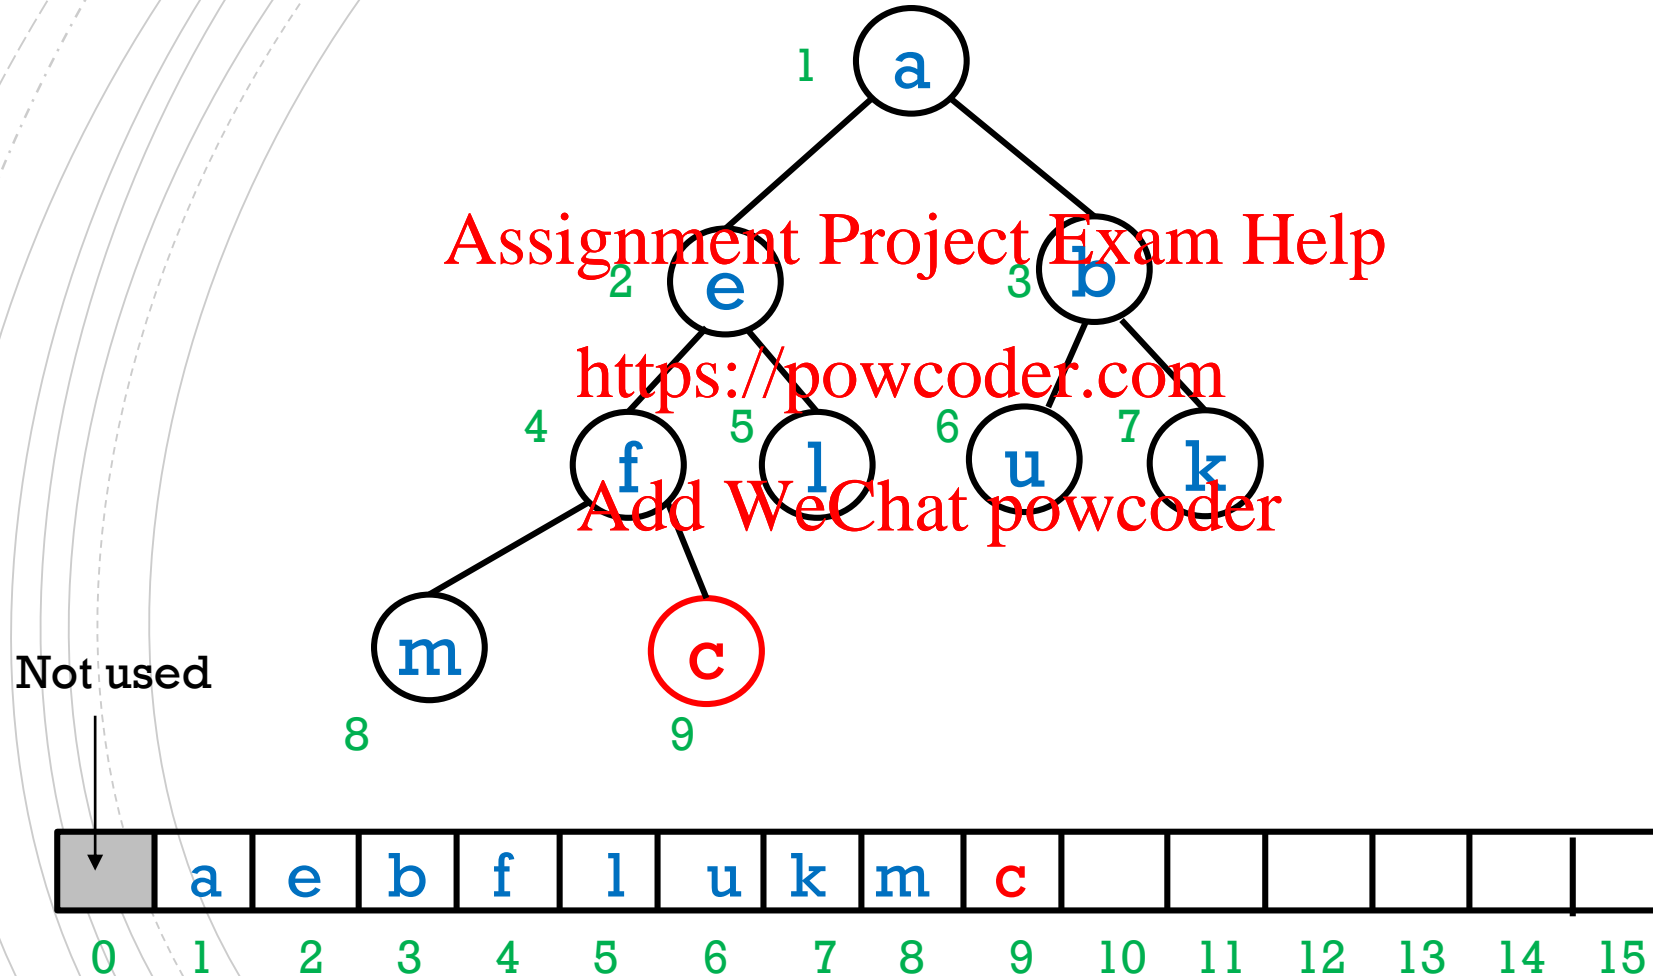 1 a
Assignment Project Exam Help
2 e 3 b
https://powcoder.com
4 f 5 l 6 u 7 k
Add WeChat powcoder
m c
Not used
8 9
a e b f l u k m c
0 1 2 3 4 5 6 7 8 9 10 11 12 13 14 15